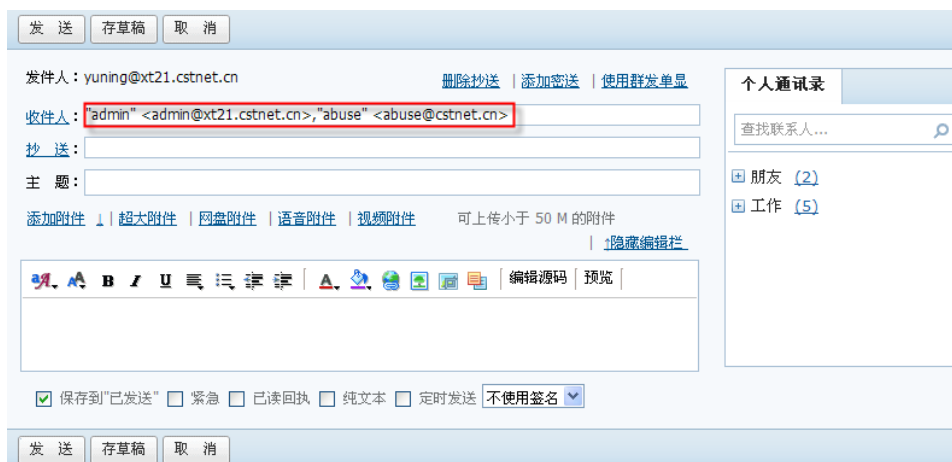 发 送 存草稿 取 消
发件人：yuning@xt21.cstnet.cn 删除抄送 | 添加密送 | 使用群发单显
收件人："admin" <admin@xt21.cstnet.cn>,"abuse" <abuse@cstnet.cn>
抄 送：
主 题：
添加附件 ↓ | 超大附件 | 网盘附件 | 语音附件 | 视频附件 可上传小于 50 M 的附件
| ↑隐藏编辑栏
B I U A 编辑源码 | 预览 |
保存到"已发送" 紧急 已读回执 纯文本 定时发送 不使用签名
发 送 存草稿 取 消
个人通讯录
查找联系人...
朋友 (2)
工作 (5)